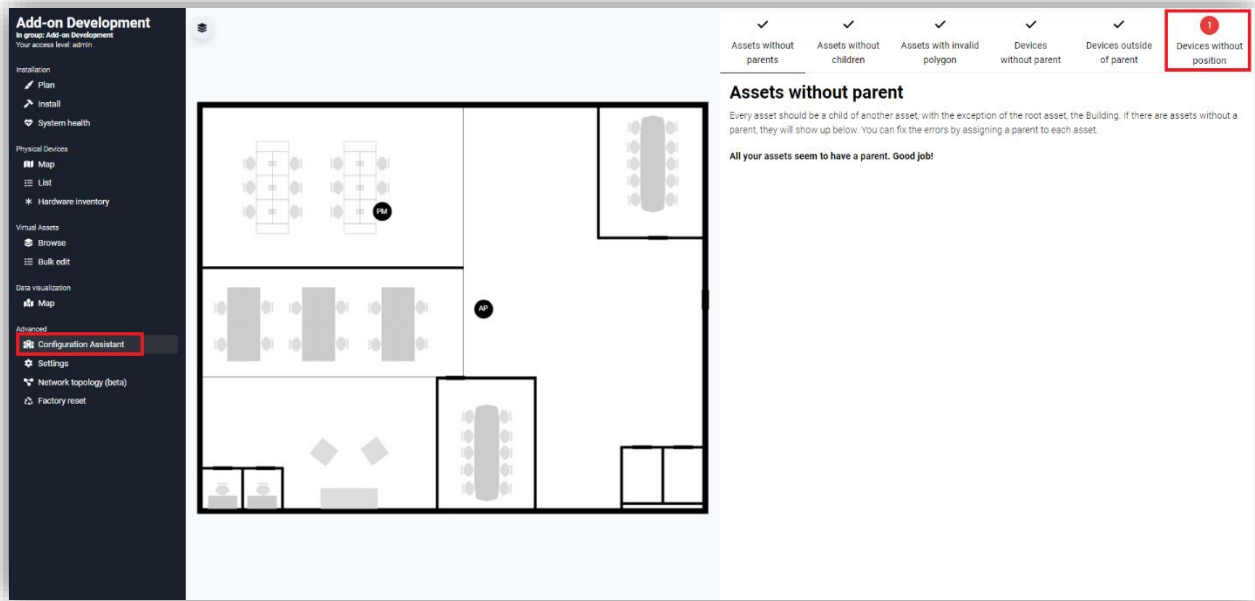 Add-on Development
In group: Add-on Development
Your access level: admin
Installation
Plan
Install
System health
Physical Devices
Map
List
Hardware inventory
Virtual Assets
Browse
Bulk edit
Data visualization
Map
Advanced
Configuration Assistant
Settings
Network topology (beta)
Factory reset
PM
AP
Assets without
parents
Assets without
children
Assets with invalid
polygon
Devices
without parent
Devices outside
of parent
1
Devices without
position
Assets without parent
Every asset should be a child of another asset, with the exception of the root asset, the Building. If there are assets without a
parent, they will show up below. You can fix the errors by assigning a parent to each asset.
All your assets seem to have a parent. Good job!